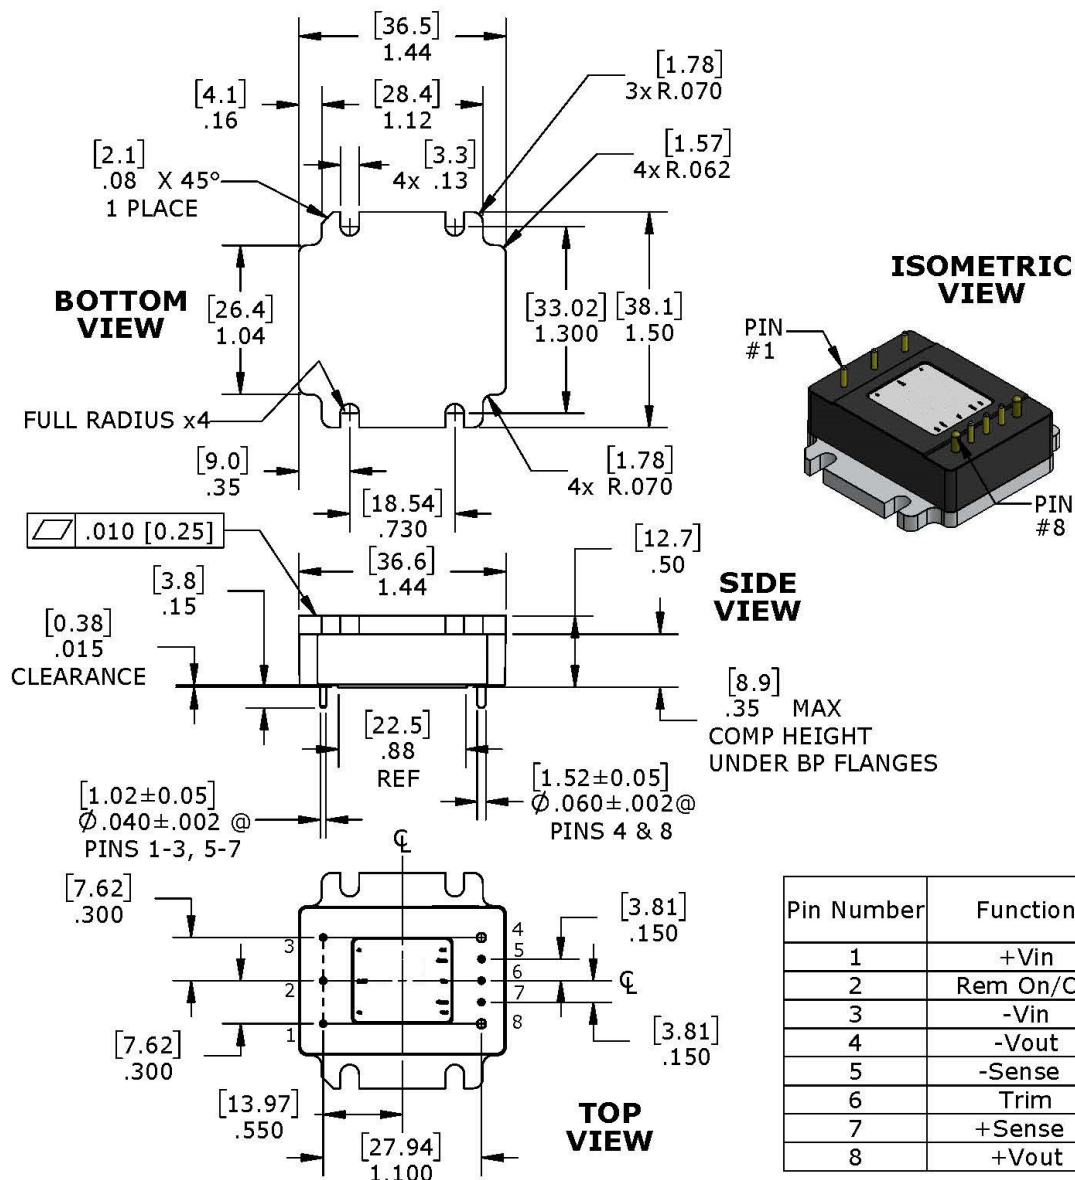 [36.5]
1.44
[4.1]
.16
[28.4]
1.12
[1.78]
3x R.070
[2.1]
.08 X 45°
1 PLACE
[3.3]
4x .13
[1.57]
4x R.062
BOTTOM
VIEW
[26.4]
1.04
[33.02]
1.300
[38.1]
1.50
ISOMETRIC
VIEW
PIN
#1
PIN
#8
FULL RADIUS x4
[9.0]
.35
[18.54]
.730
[1.78]
4x R.070
.010 [0.25]
[36.6]
1.44
[12.7]
.50
SIDE
VIEW
[3.8]
.15
[0.38]
.015
CLEARANCE
[22.5]
.88
REF
[8.9]
.35 MAX
COMP HEIGHT
UNDER BP FLANGES
[1.02±0.05]
Ø.040±.002 @
PINS 1-3, 5-7
[1.52±0.05]
Ø.060±.002@
PINS 4 & 8
℄
[7.62]
.300
3
2
1
4
5
6
7
8
[3.81]
.150
℄
[3.81]
.150
[7.62]
.300
[13.97]
.550
[27.94]
1.100
TOP
VIEW
Pin Number Function
1 +Vin
2 Rem On/O
3 -Vin
4 -Vout
5 -Sense
6 Trim
7 +Sense
8 +Vout